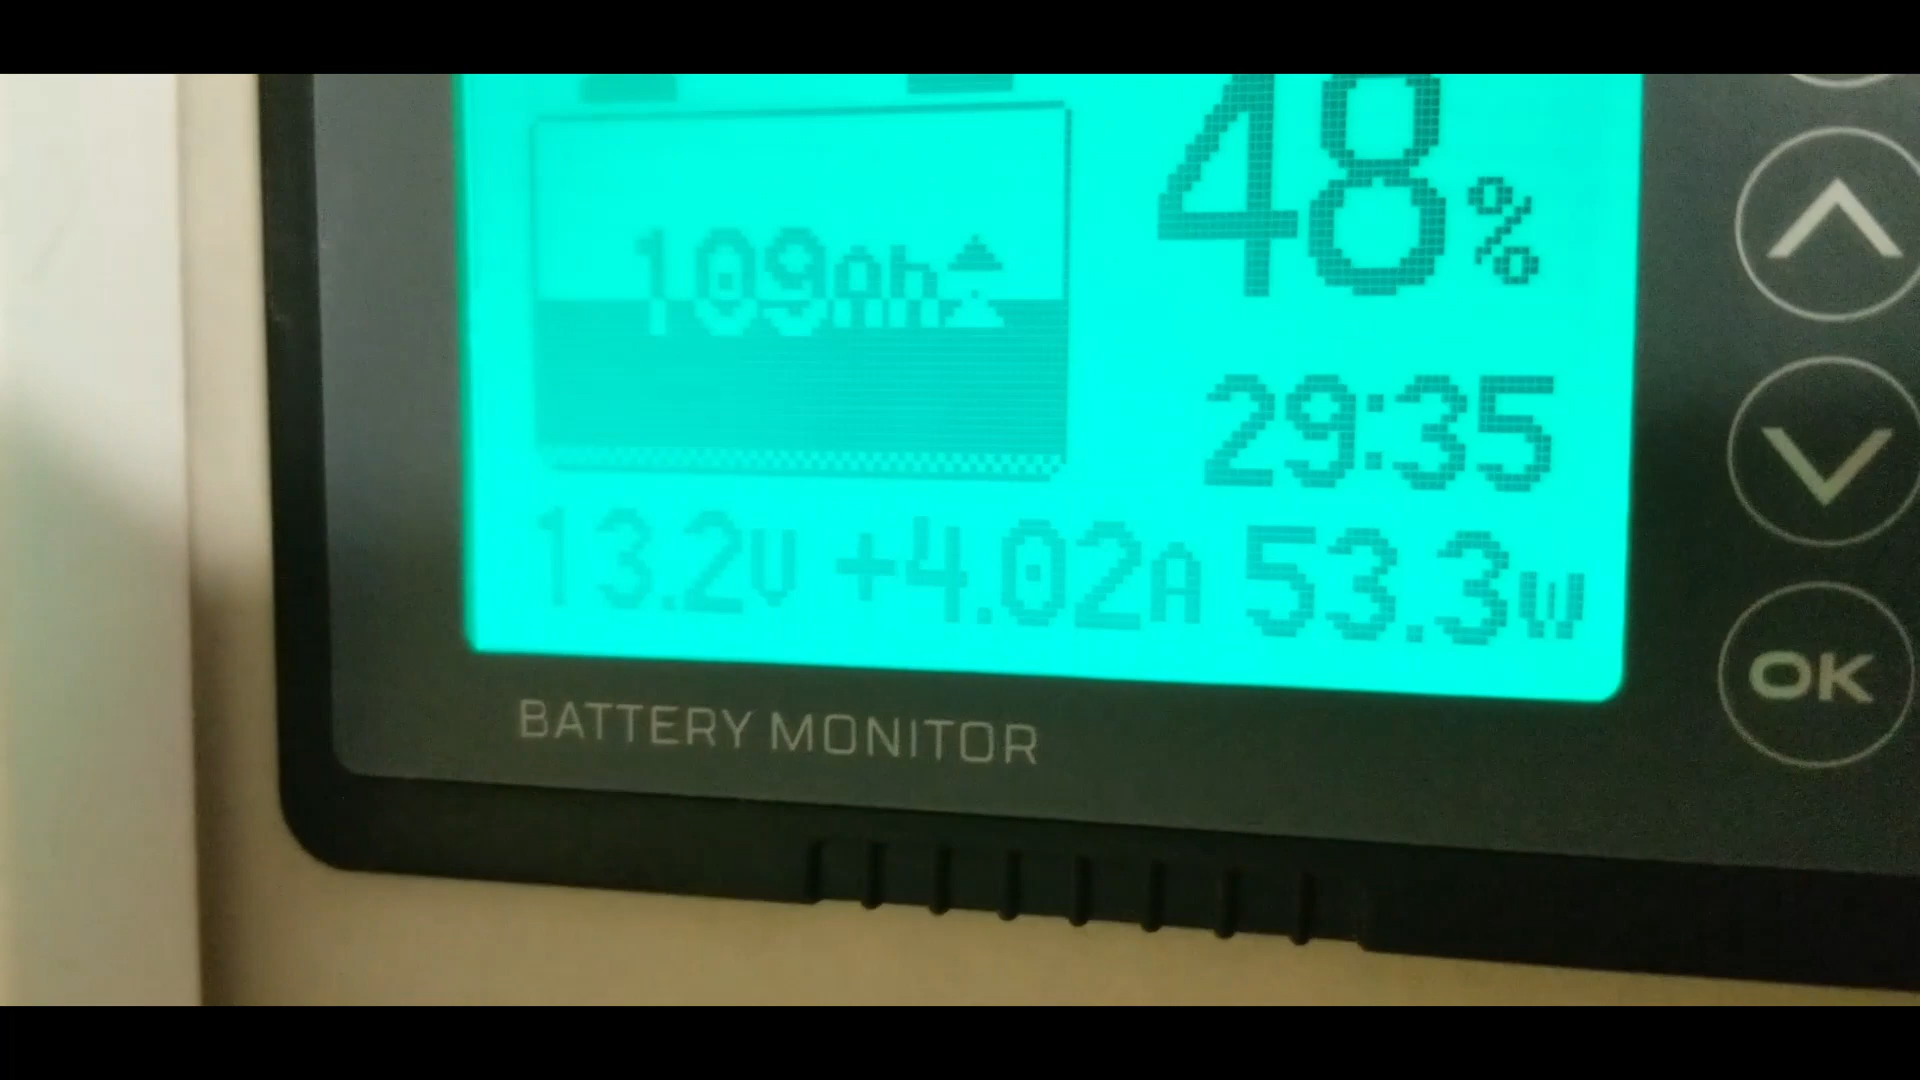 48%
109Ah
29:35
13.2V +4.02A 53.3W
OK
BATTERY MONITOR